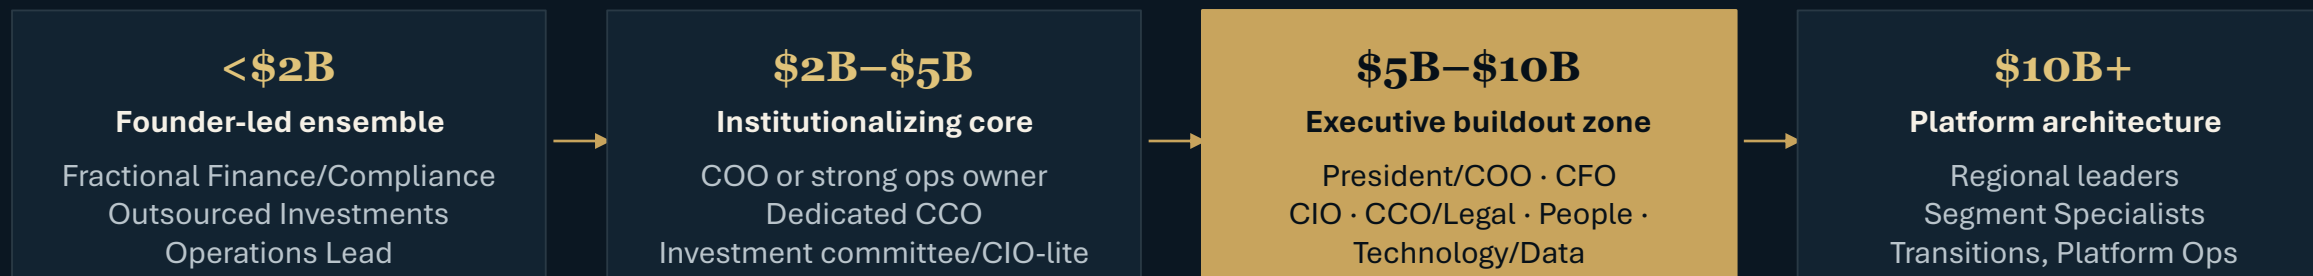 <$2B
Founder-led ensemble
Fractional Finance/Compliance
Outsourced Investments
Operations Lead
$2B–$5B
Institutionalizing core
COO or strong ops owner
Dedicated CCO
Investment committee/CIO-lite
$5B–$10B
Executive buildout zone
President/COO · CFO
CIO · CCO/Legal · People ·
Technology/Data
$10B+
Platform architecture
Regional leaders
Segment Specialists
Transitions, Platform Ops